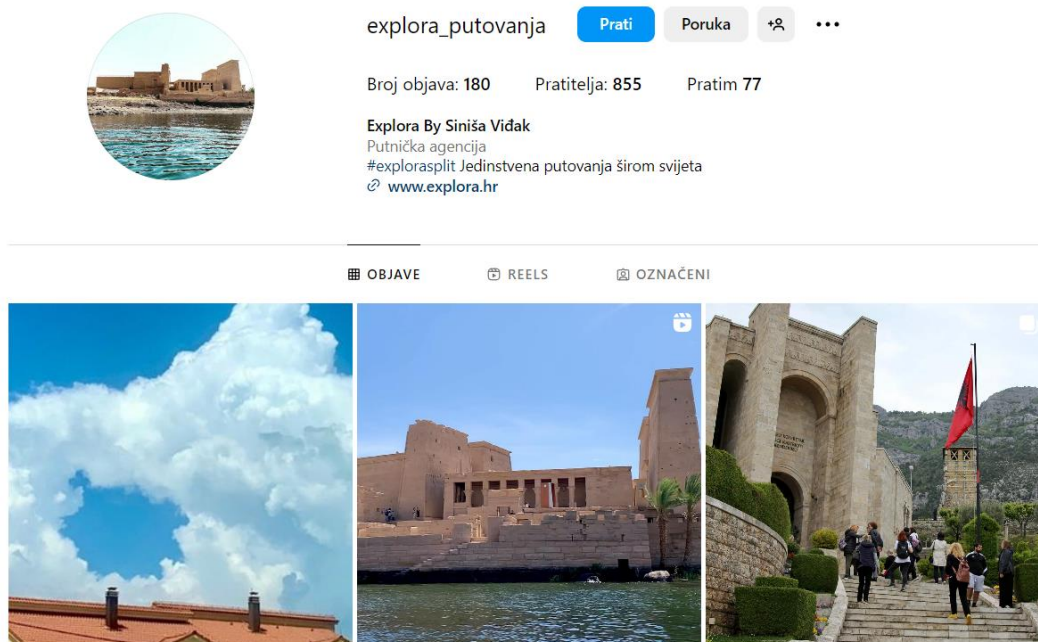 explora_putovanja Prati Poruka
Broj objava: 180 Pratitelja: 855 Pratim 77
Explora By Siniša Viđak
Putnička agencija
#explorasplit Jedinstvena putovanja širom svijeta
www.explora.hr
OBJAVE REELS OZNAČENI